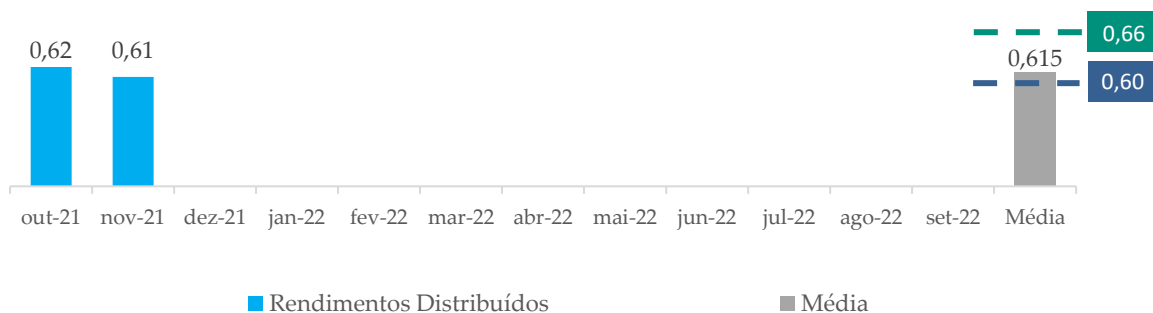 0,66
0,62 0,61 0,615
0,60
out-21 nov-21 dez-21 jan-22 fev-22 mar-22 abr-22 mai-22 jun-22 jul-22 ago-22 set-22 Média
Rendimentos Distribuídos Média